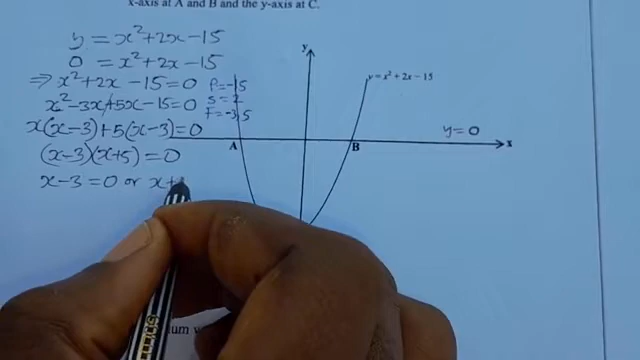 x-axis at A and B and the y-axis at C.
y = x² + 2x - 15
0 = x² + 2x - 15
⇒ x² + 2x - 15 = 0
P = -15
x² - 3x + 5x - 15 = 0
S = 2
F = -3, 5
x(x - 3) + 5(x - 3) = 0
(x - 3)(x + 5) = 0
x - 3 = 0 or x +
y
y = x² + 2x - 15
y = 0
A
B
x